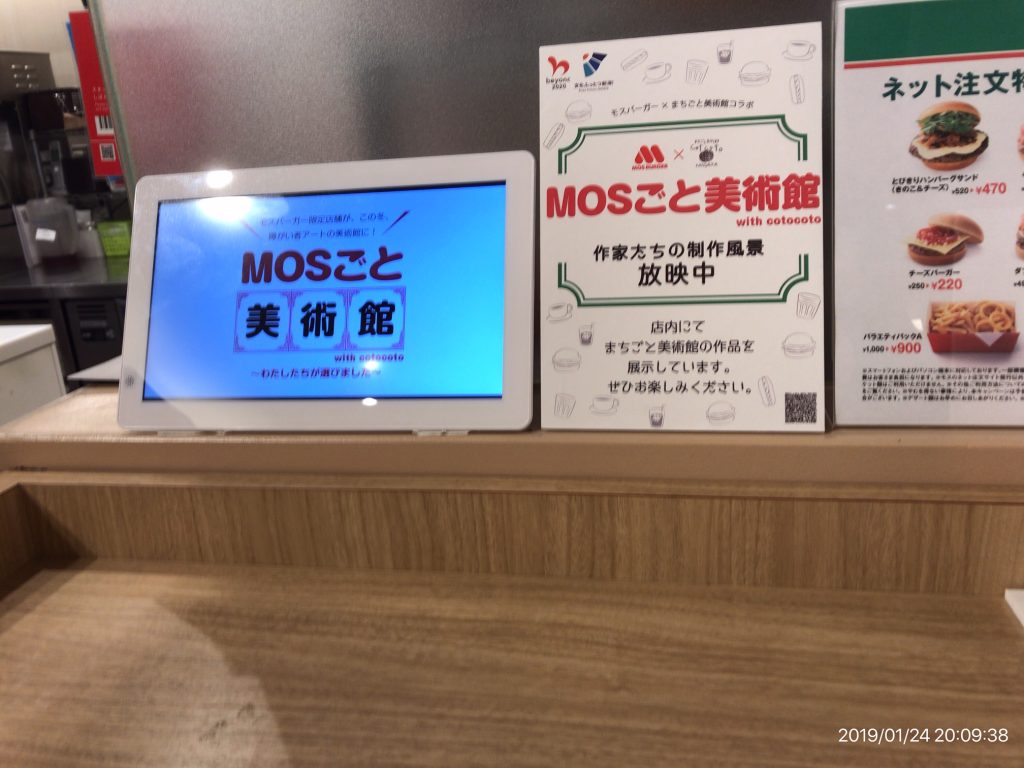 モスバーガー限定店舗が、この冬、
障がい者アートの美術館に！
MOSごと
美術館
with cotocoto
～わたしたちが選びました～
beyond
2020
モスバーガー×まちごと美術館コラボ
MOS BURGER
×
MOSごと美術館
with cotocoto
作家たちの制作風景
放映中
店内にて
まちごと美術館の作品を
展示しています。
ぜひお楽しみください。
ネット注文特
とびきりハンバーグサンド
(きのこ&チーズ) ¥520▶¥470
チーズバーガー
¥250▶¥220
バラエティパックA
¥1,000▶¥900
2019/01/24 20:09:38